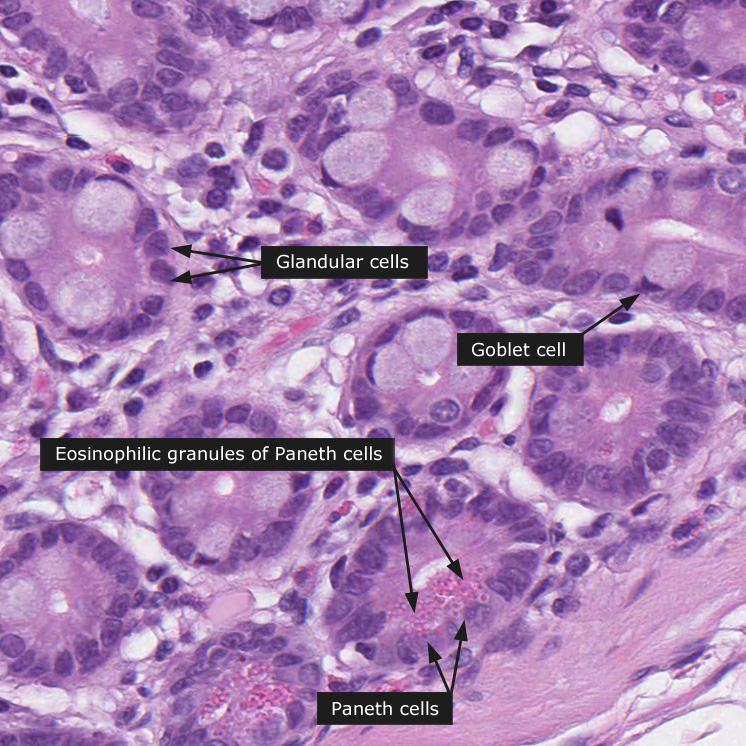 Glandular cells
Goblet cell
Eosinophilic granules of Paneth cells
Paneth cells